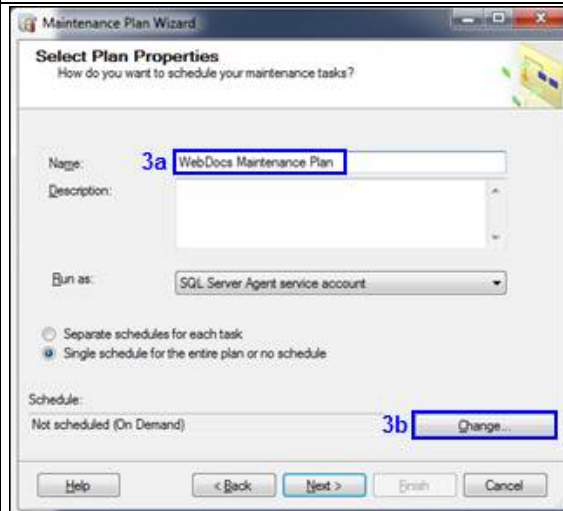 Maintenance Plan Wizard
Select Plan Properties
How do you want to schedule your maintenance tasks?
Name: 3a WebDocs Maintenance Plan
Description:
Run as: SQL Server Agent service account
Separate schedules for each task
Single schedule for the entire plan or no schedule
Schedule:
Not scheduled (On Demand) 3b Change...
Help < Back Next > Finish Cancel